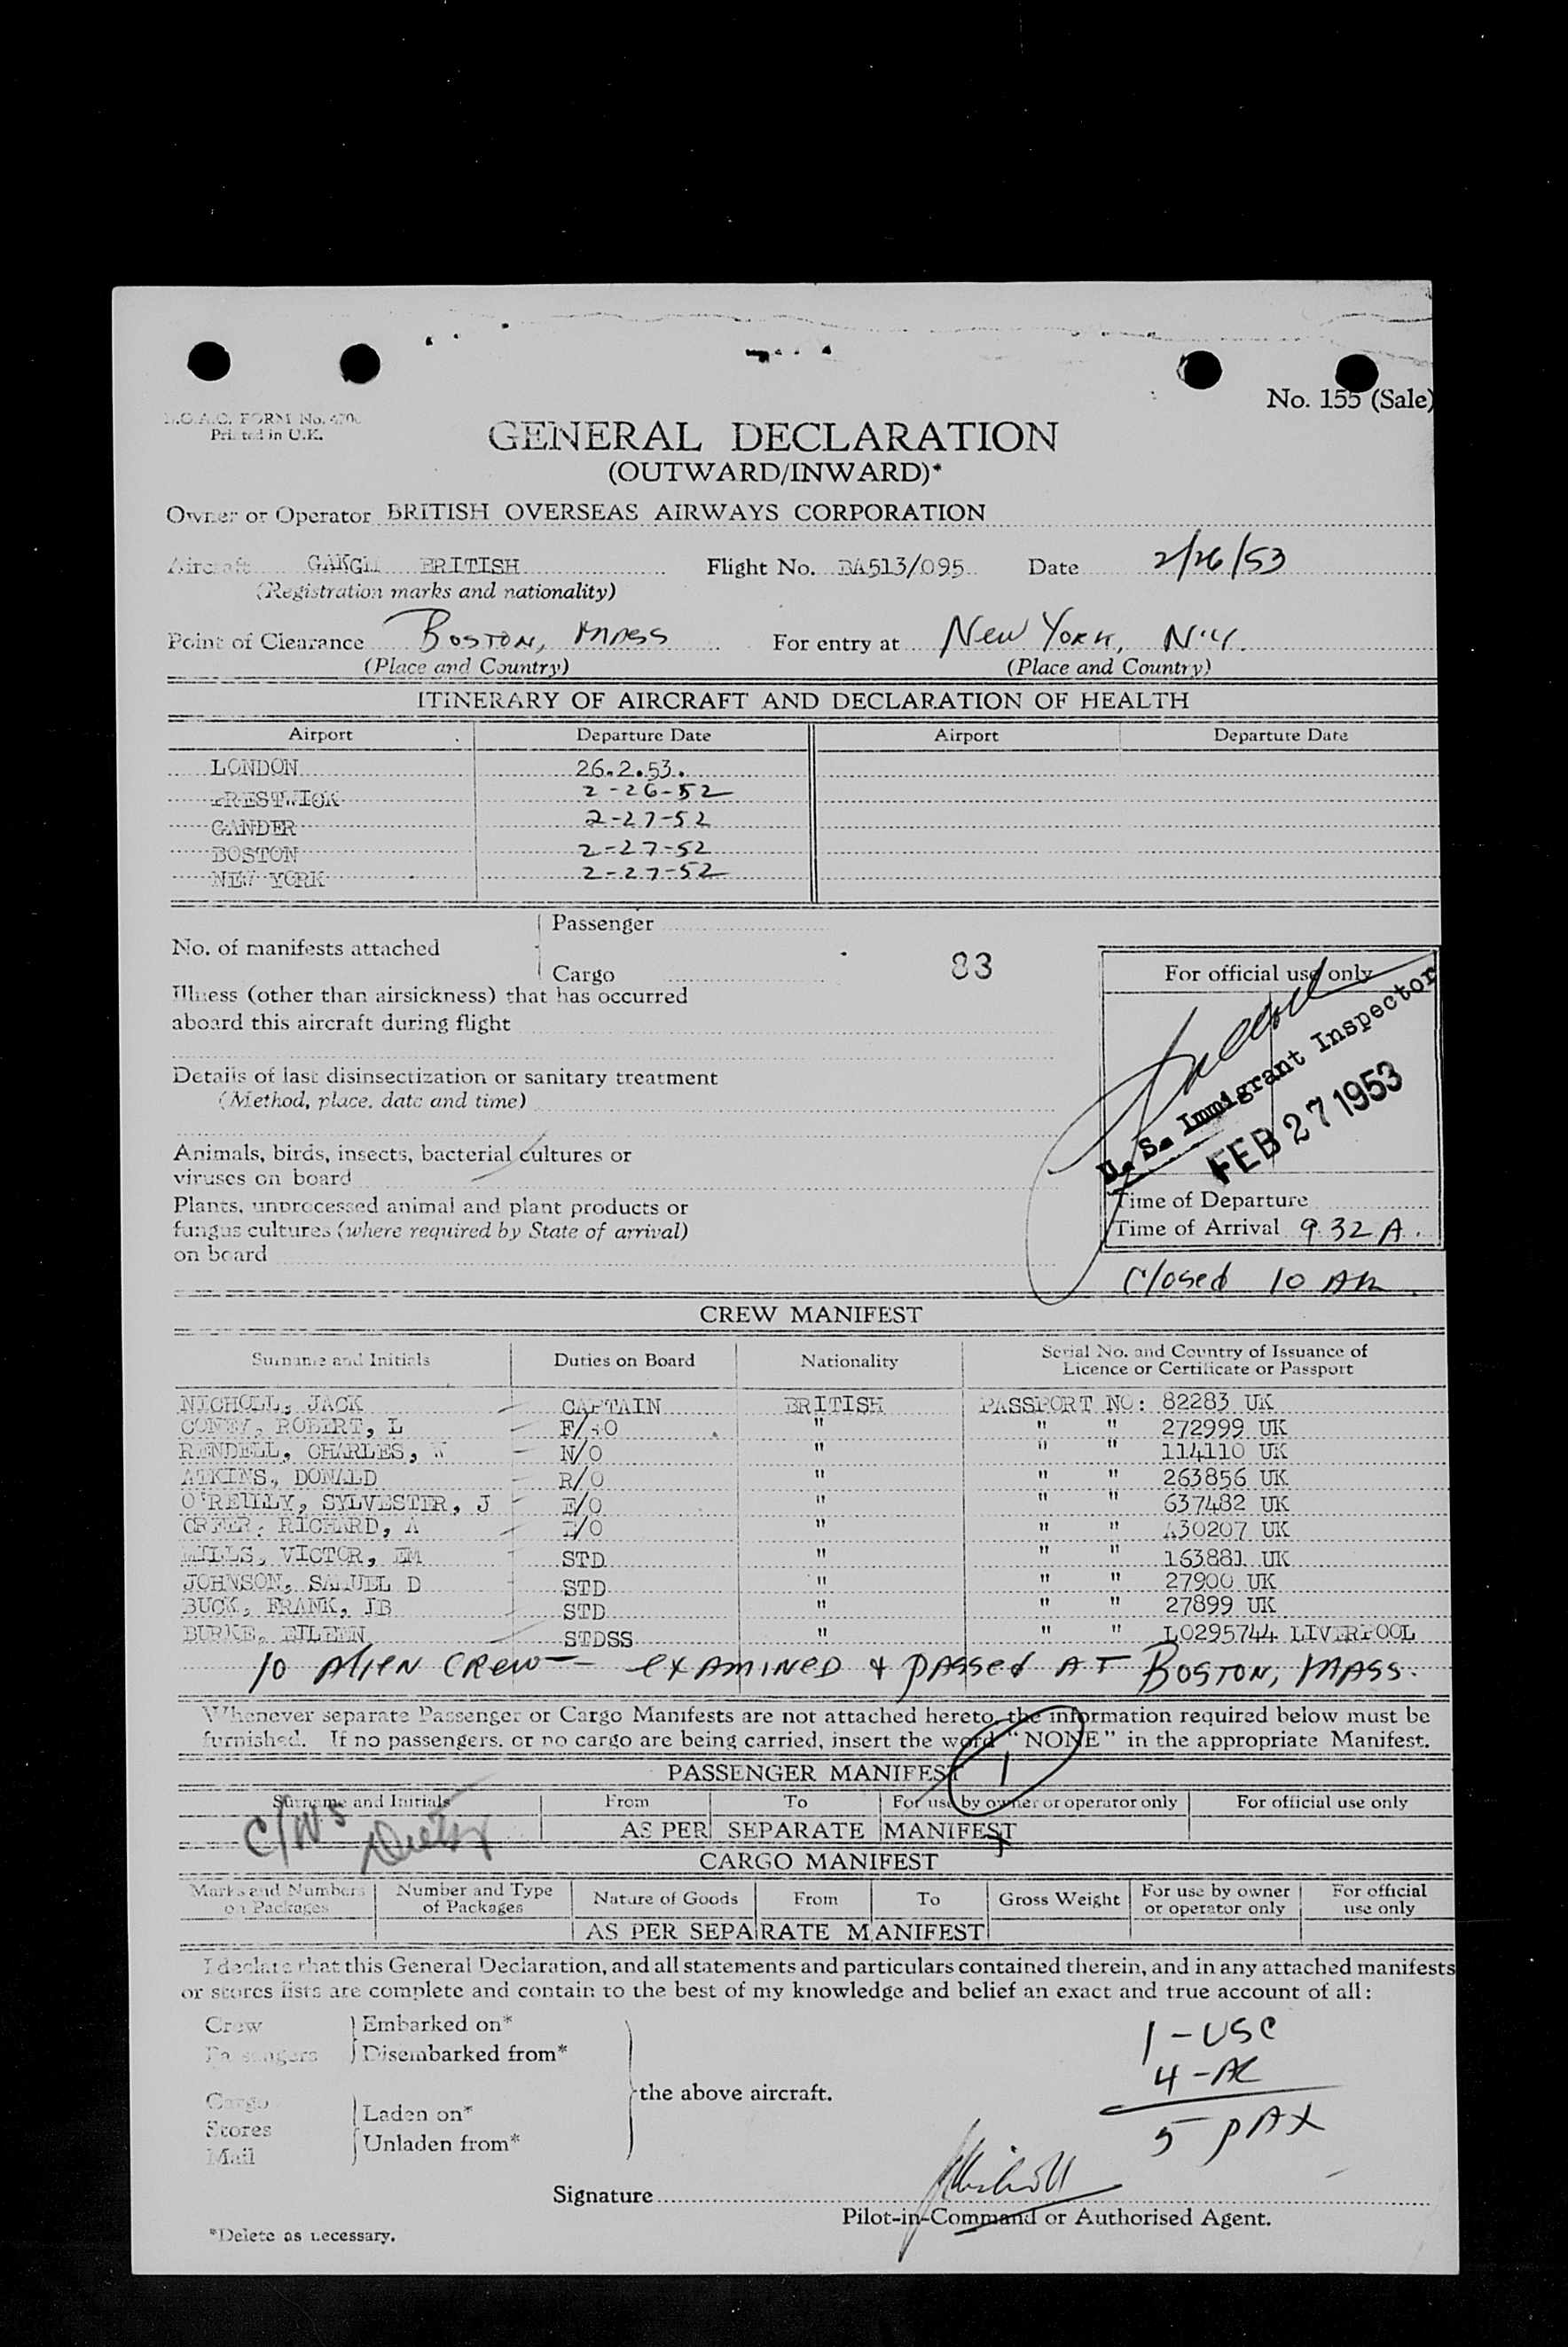 No. 155 (Sale)
B.O.A.C. FORM No.
Printed in U.K.
GENERAL DECLARATION
(OUTWARD/INWARD)*
Owner or Operator BRITISH OVERSEAS AIRWAYS CORPORATION
Aircraft GAKGM BRITISH Flight No. BA513/095 Date 2/26/53
(Registration marks and nationality)
Point of Clearance Boston, Mass For entry at New York, N.Y.
(Place and Country) (Place and Country)
ITINERARY OF AIRCRAFT AND DECLARATION OF HEALTH
Airport Departure Date Airport Departure Date
LONDON 26.2.53.
PRESTWICK 2-26-52
GANDER 2-27-52
BOSTON 2-27-52
NEW YORK 2-27-52
Passenger
No. of manifests attached
Cargo
83
For official use only
Illness (other than airsickness) that has occurred
aboard this aircraft during flight
U.S. Immigrant Inspector
FEB 27 1953
Details of last disinsectization or sanitary treatment
(Method, place, date and time)
Animals, birds, insects, bacterial cultures or
viruses on board
Plants, unprocessed animal and plant products or
fungus cultures (where required by State of arrival)
on board
Time of Departure
Time of Arrival 9.32 A.
Closed 10 AM
CREW MANIFEST
Surname and Initials Duties on Board Nationality Serial No. and Country of Issuance of
Licence or Certificate or Passport
NICHOLL, JACK CAPTAIN BRITISH PASSPORT NO: 82283 UK
ROBERT, L " " " 272999 UK
RENDELL, CHARLES, W N/O " " " 114110 UK
ATKINS, DONALD R/O " " " 263856 UK
O'REILLY, SYLVESTER, J E/O " " " 637482 UK
RICHARD, A E/O " " " A30207 UK
MILLS, VICTOR, EM STD " " " 163881 UK
JOHNSON, SAMUEL D STD " " " 27900 UK
BUCK, FRANK, JB STD " " " 27899 UK
BURKE, EILEEN STDSS " " " LO295744 LIVERPOOL
10 Alien Crew - examined & passed AT Boston, Mass.
Whenever separate Passenger or Cargo Manifests are not attached hereto, the information required below must be
furnished. If no passengers, or no cargo are being carried, insert the word "NONE" in the appropriate Manifest.
1
PASSENGER MANIFEST
Surname and Initials From To For use by owner or operator only For official use only
AS PER SEPARATE MANIFEST
C/WS
CARGO MANIFEST
Marks and Numbers on Packages Number and Type of Packages Nature of Goods From To Gross Weight For use by owner or operator only For official use only
AS PER SEPARATE MANIFEST
I declare that this General Declaration, and all statements and particulars contained therein, and in any attached manifests
or stores lists are complete and contain to the best of my knowledge and belief an exact and true account of all:
Crew Embarked on*
Passengers Disembarked from*
the above aircraft.
Cargo Laden on*
Stores
Mail Unladen from*
1 - USC
4 - AC
5 PAX
Signature JNicholl
Pilot-in-Command or Authorised Agent.
*Delete as necessary.